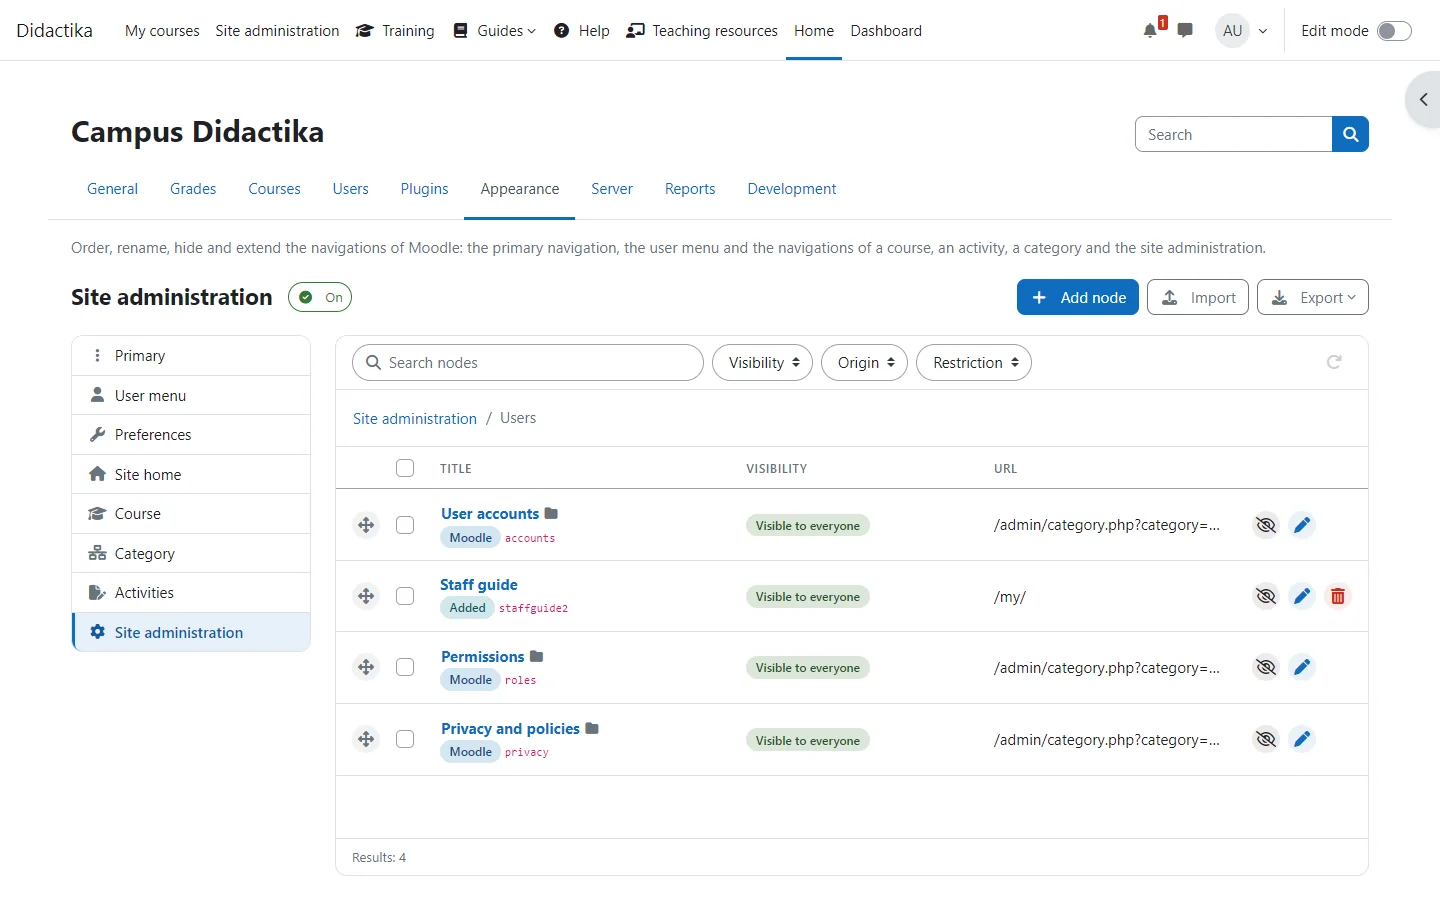 Didactika
My courses
Site administration
Training
Guides
Help
Teaching resources
Home
Dashboard
1
AU
Edit mode
Campus Didactika
Search
General
Grades
Courses
Users
Plugins
Appearance
Server
Reports
Development
Order, rename, hide and extend the navigations of Moodle: the primary navigation, the user menu and the navigations of a course, an activity, a category and the site administration.
Site administration
On
Add node
Import
Export
Primary
User menu
Preferences
Site home
Course
Category
Activities
Site administration
Search nodes
Visibility
Origin
Restriction
Site administration / Users
TITLE
VISIBILITY
URL
User accounts
Moodle accounts
Visible to everyone
/admin/category.php?category=...
Staff guide
Added staffguide2
Visible to everyone
/my/
Permissions
Moodle roles
Visible to everyone
/admin/category.php?category=...
Privacy and policies
Moodle privacy
Visible to everyone
/admin/category.php?category=...
Results: 4